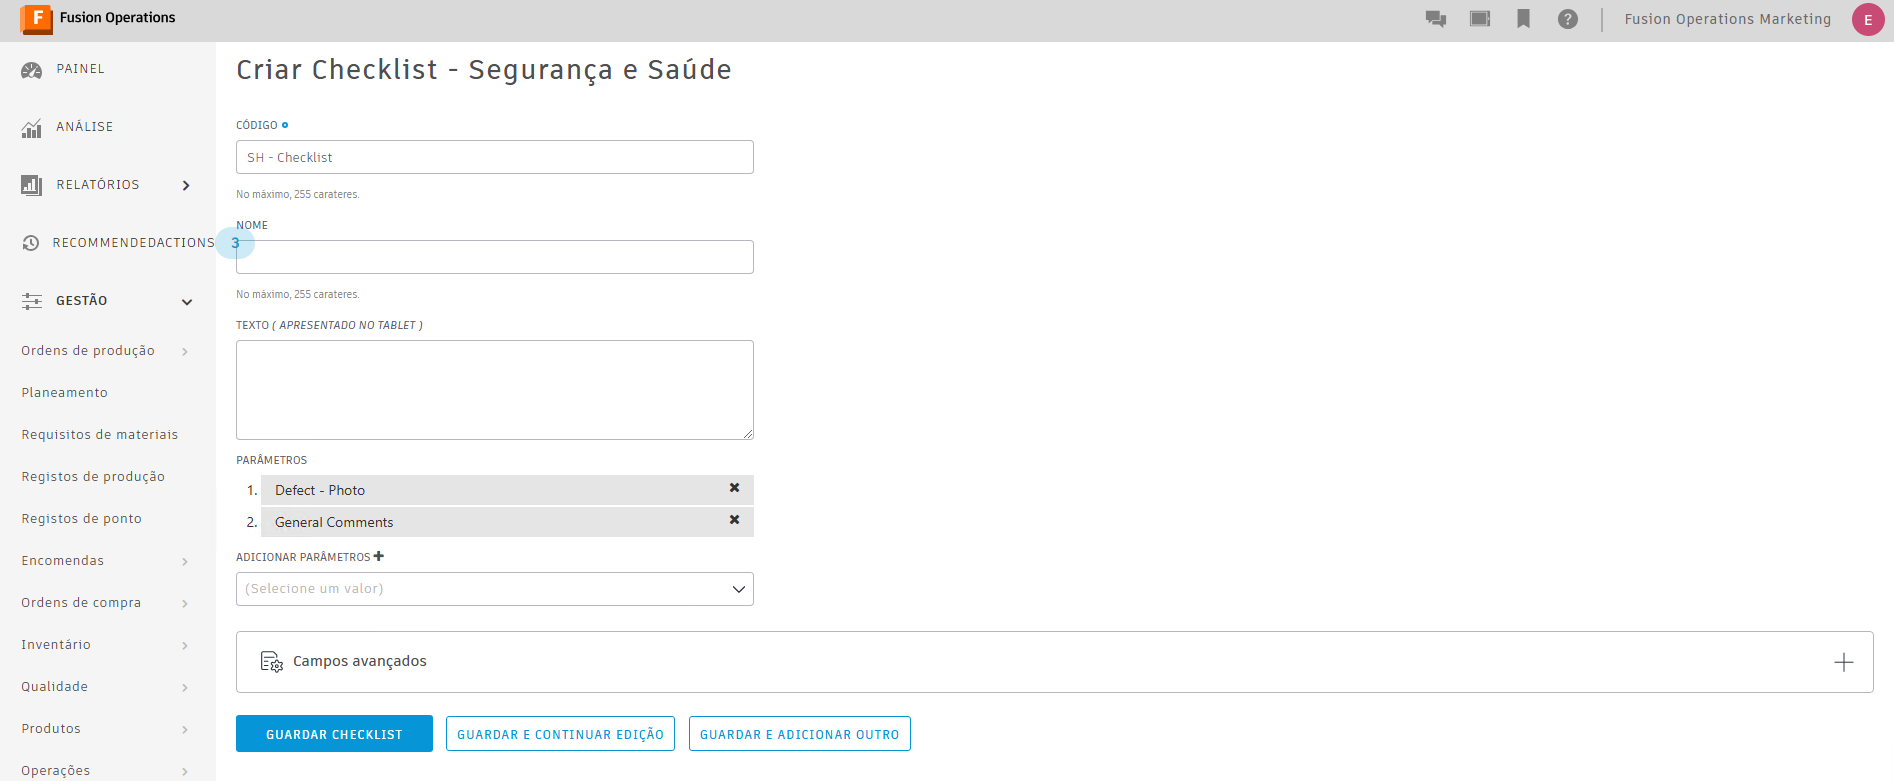 F Fusion Operations
? Fusion Operations Marketing E
PAINEL
ANÁLISE
RELATÓRIOS
RECOMMENDEDACTIONS 3
GESTÃO
Ordens de produção
Planeamento
Requisitos de materiais
Registos de produção
Registos de ponto
Encomendas
Ordens de compra
Inventário
Qualidade
Produtos
Operações
Criar Checklist - Segurança e Saúde
CÓDIGO
SH - Checklist
No máximo, 255 carateres.
NOME
No máximo, 255 carateres.
TEXTO ( APRESENTADO NO TABLET )
PARÂMETROS
1. Defect - Photo
2. General Comments
ADICIONAR PARÂMETROS
(Selecione um valor)
Campos avançados
GUARDAR CHECKLIST
GUARDAR E CONTINUAR EDIÇÃO
GUARDAR E ADICIONAR OUTRO